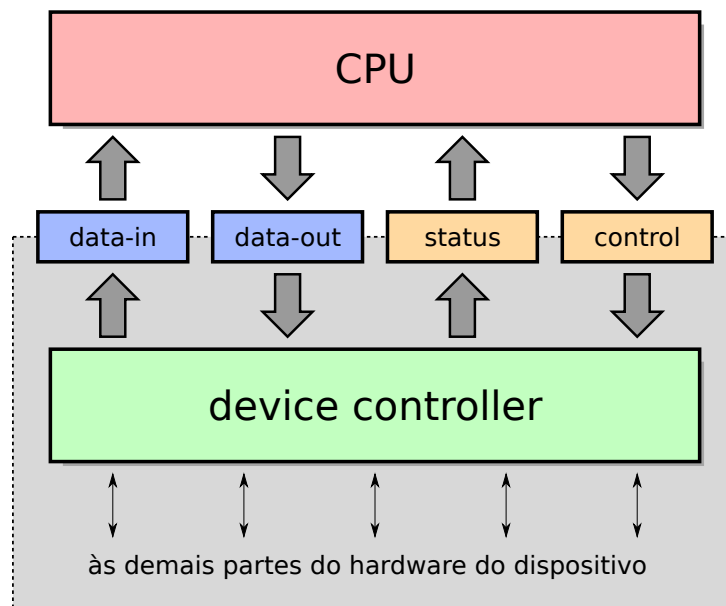 CPU
data-in data-out status control
device controller
às demais partes do hardware do dispositivo